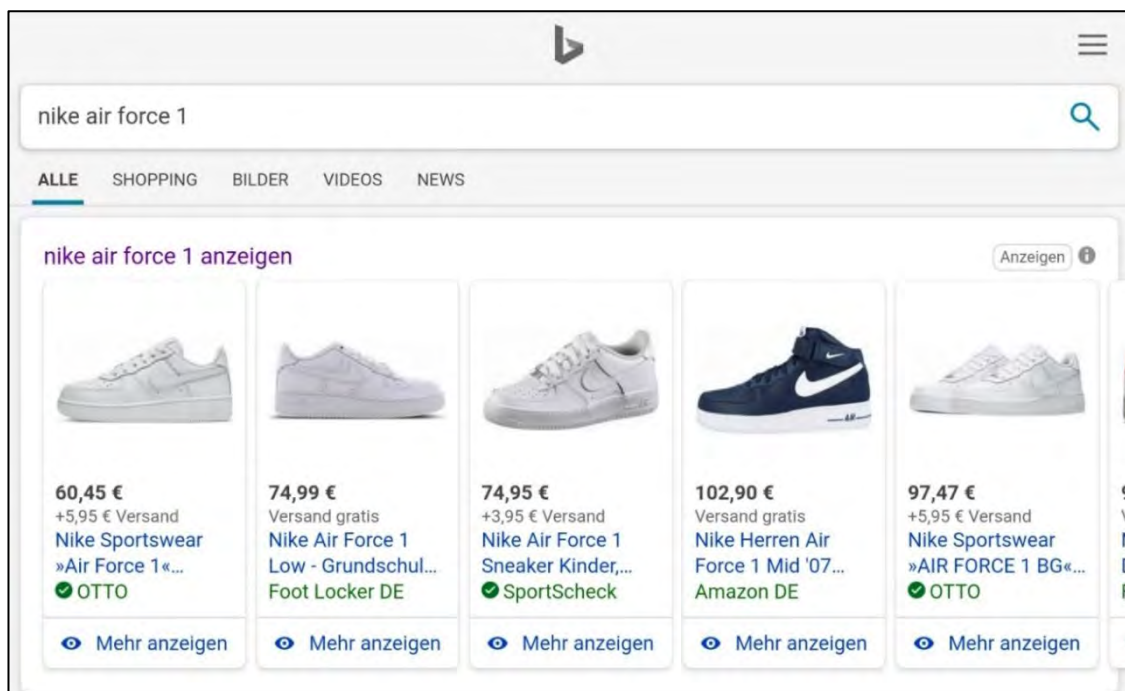 nike air force 1
ALLE SHOPPING BILDER VIDEOS NEWS
nike air force 1 anzeigen
Anzeigen
60,45 €
+5,95 € Versand
Nike Sportswear
»Air Force 1«...
OTTO
Mehr anzeigen
74,99 €
Versand gratis
Nike Air Force 1
Low - Grundschul...
Foot Locker DE
Mehr anzeigen
74,95 €
+3,95 € Versand
Nike Air Force 1
Sneaker Kinder,...
SportScheck
Mehr anzeigen
102,90 €
Versand gratis
Nike Herren Air
Force 1 Mid '07...
Amazon DE
Mehr anzeigen
97,47 €
+5,95 € Versand
Nike Sportswear
»AIR FORCE 1 BG«...
OTTO
Mehr anzeigen